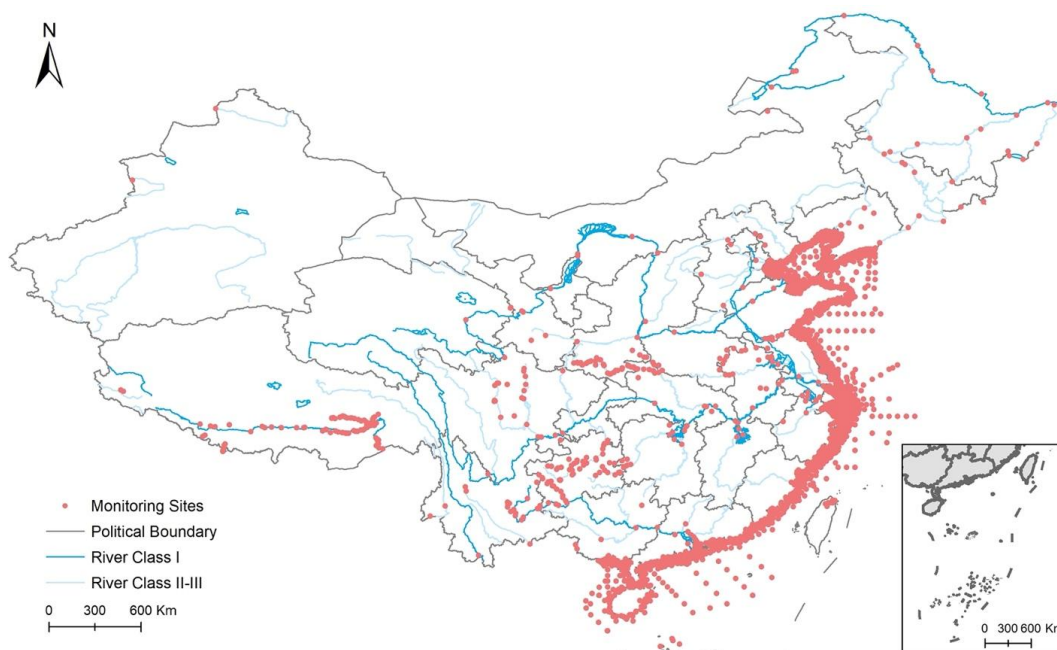 N
Monitoring Sites
Political Boundary
River Class I
River Class II-III
0 300 600 Km
0 300 600 Km